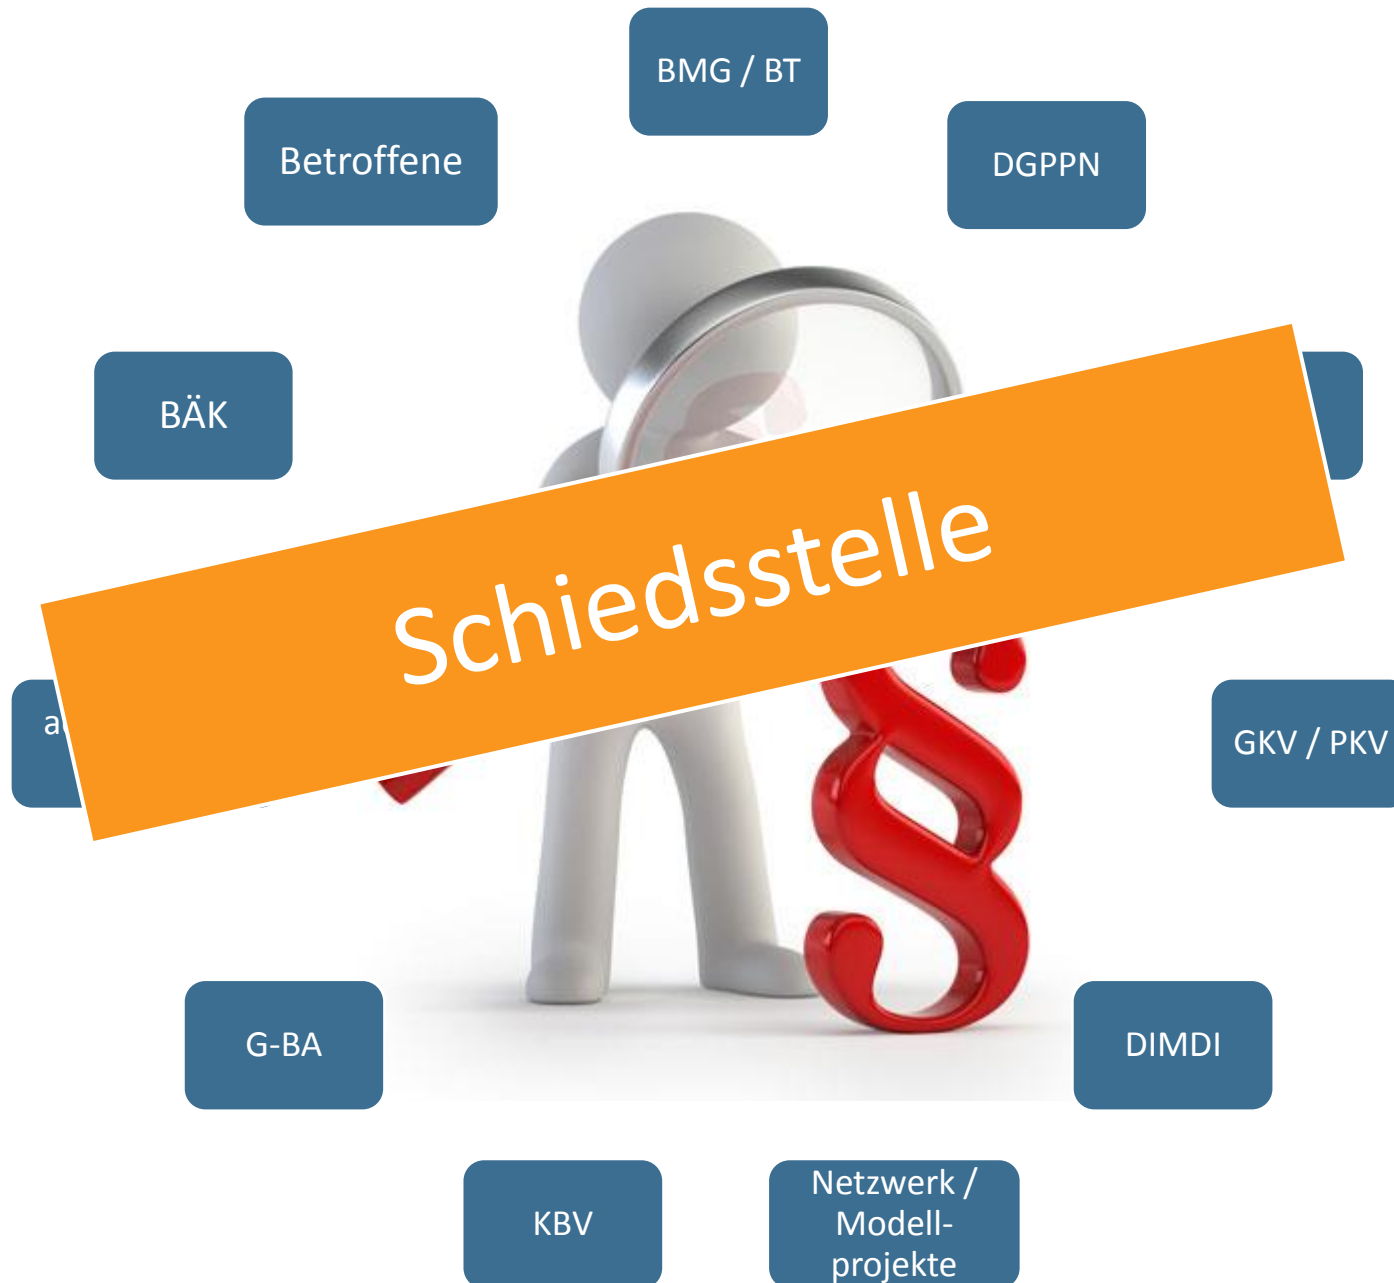 BMG / BT
Betroffene
DGPPN
BÄK
Schiedsstelle
GKV / PKV
G-BA
DIMDI
KBV
Netzwerk /
Modell-
projekte